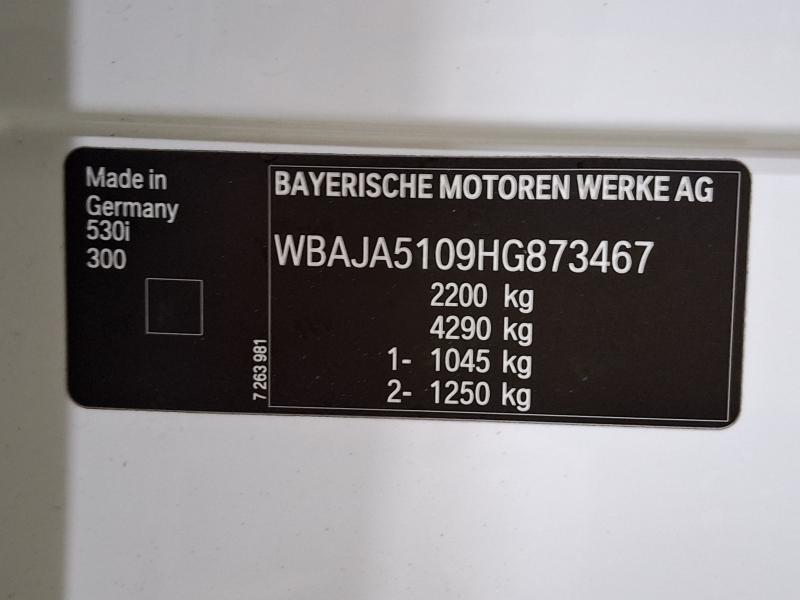 Made in
Germany
530i
300
7 263 981
BAYERISCHE MOTOREN WERKE AG
WBAJA5109HG873467
2200 kg
4290 kg
1- 1045 kg
2- 1250 kg